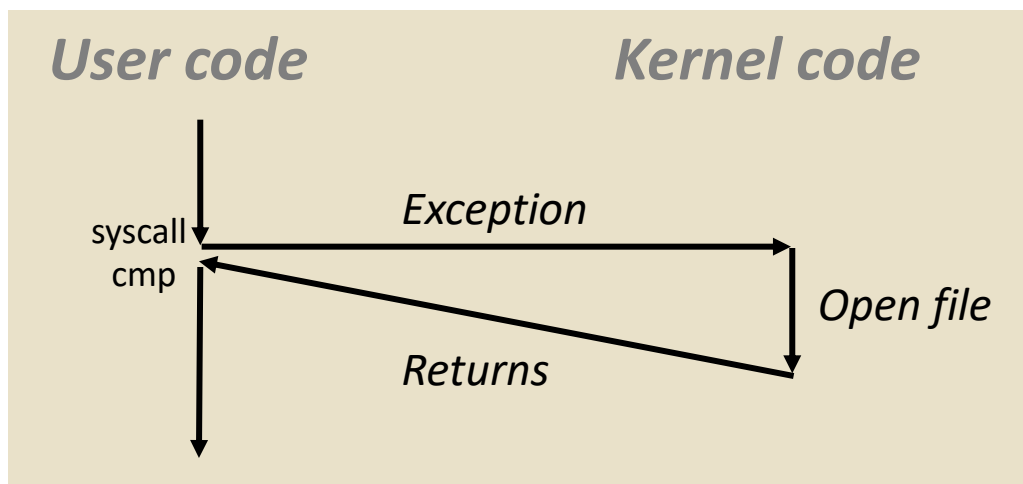 User code
Kernel code
Exception
syscall
cmp
Open file
Returns